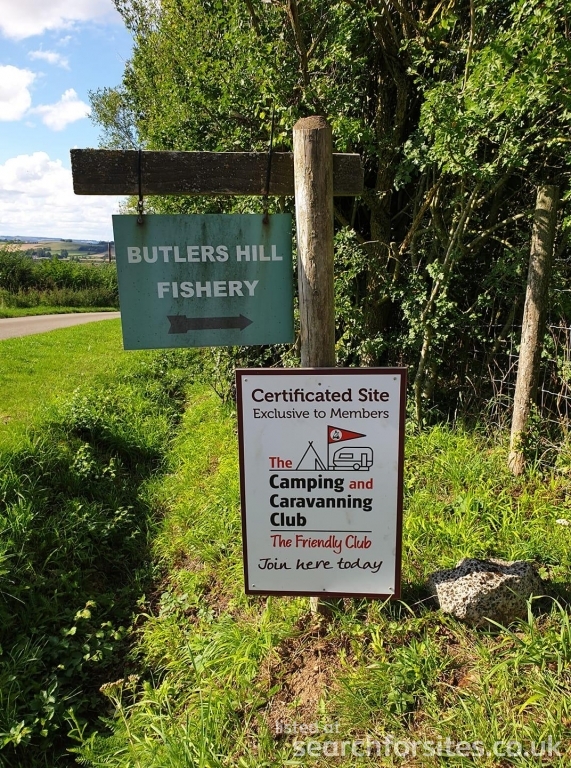 BUTLERS HILL
FISHERY
Certificated Site
Exclusive to Members
The
Camping and
Caravanning
Club
The Friendly Club
Join here today
listed at
searchforsites.co.uk